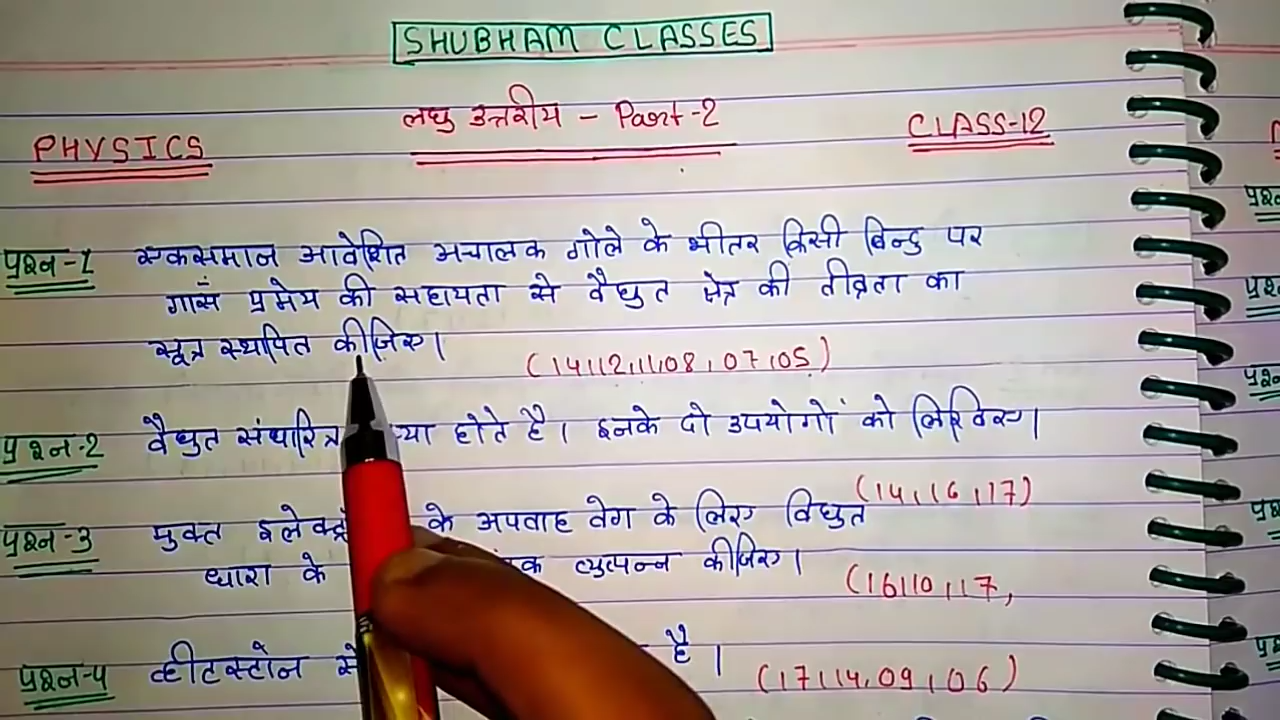 SHUBHAM CLASSES
लघु उत्तरीय - Part-2
PHYSICS
CLASS-12
प्रश्न-1 एकसमान आवेशित अचालक गोले के भीतर किसी बिन्दु पर
गासं प्रमेय की सहायता से वैधुत क्षेत्र की तीव्रता का
सूत्र स्थापित कीजिए।
(14,12,11,08,07,05)
प्रश्न-2 वैधुत संधारित्र क्या होते है। इनके दो उपयोगों को लिखिए।
(14,16,17)
प्रश्न-3 मुक्त के अपवाह वेग के लिए विधुत
धारा के व्युत्पन्न कीजिए।
(16,10,17,
प्रश्न-4 व्हीटस्टोन है।
(17,14,09,06)